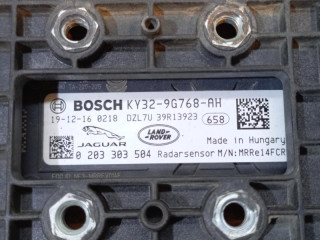 BOSCH KY32-9G768-AH
19-12-16 0218 DZL7U 39R13923 658
JAGUAR LAND-ROVER Made in Hungary
0 203 303 504 Radarsensor M/N:MRRe14FCR